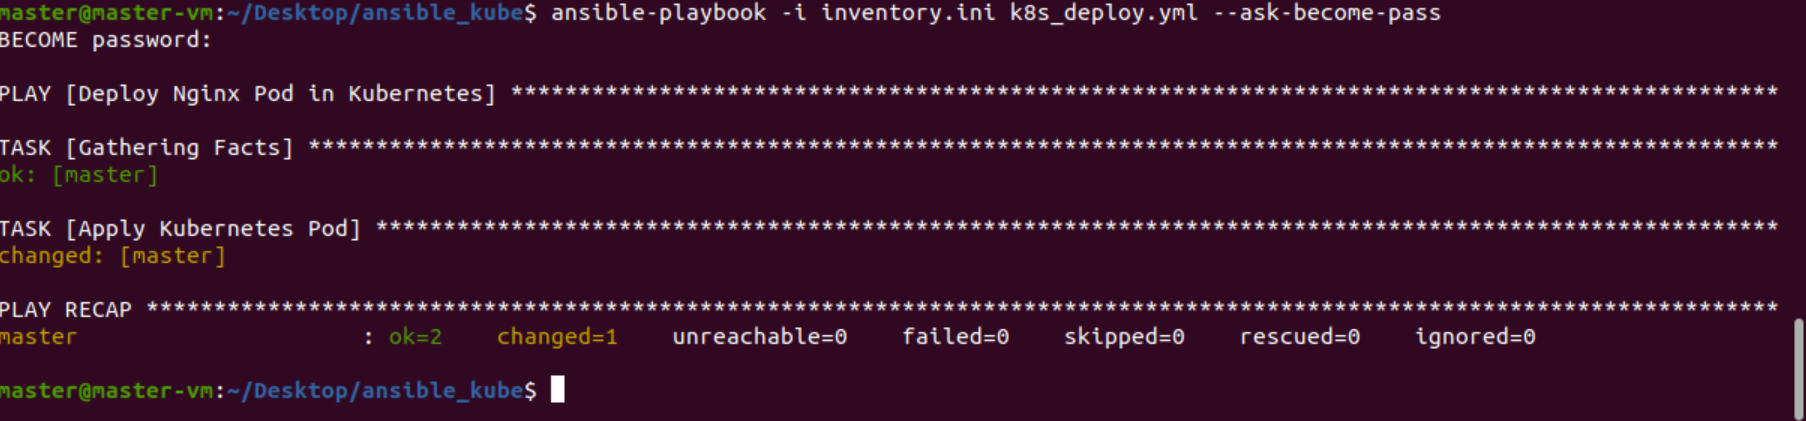 master@master-vm:~/Desktop/ansible_kube$ ansible-playbook -i inventory.ini k8s_deploy.yml --ask-become-pass
BECOME password:
PLAY [Deploy Nginx Pod in Kubernetes] **********************************************************************************************
TASK [Gathering Facts] *************************************************************************************************************
ok: [master]
TASK [Apply Kubernetes Pod] ********************************************************************************************************
changed: [master]
PLAY RECAP *************************************************************************************************************************
master                     : ok=2    changed=1    unreachable=0    failed=0    skipped=0    rescued=0    ignored=0
master@master-vm:~/Desktop/ansible_kube$